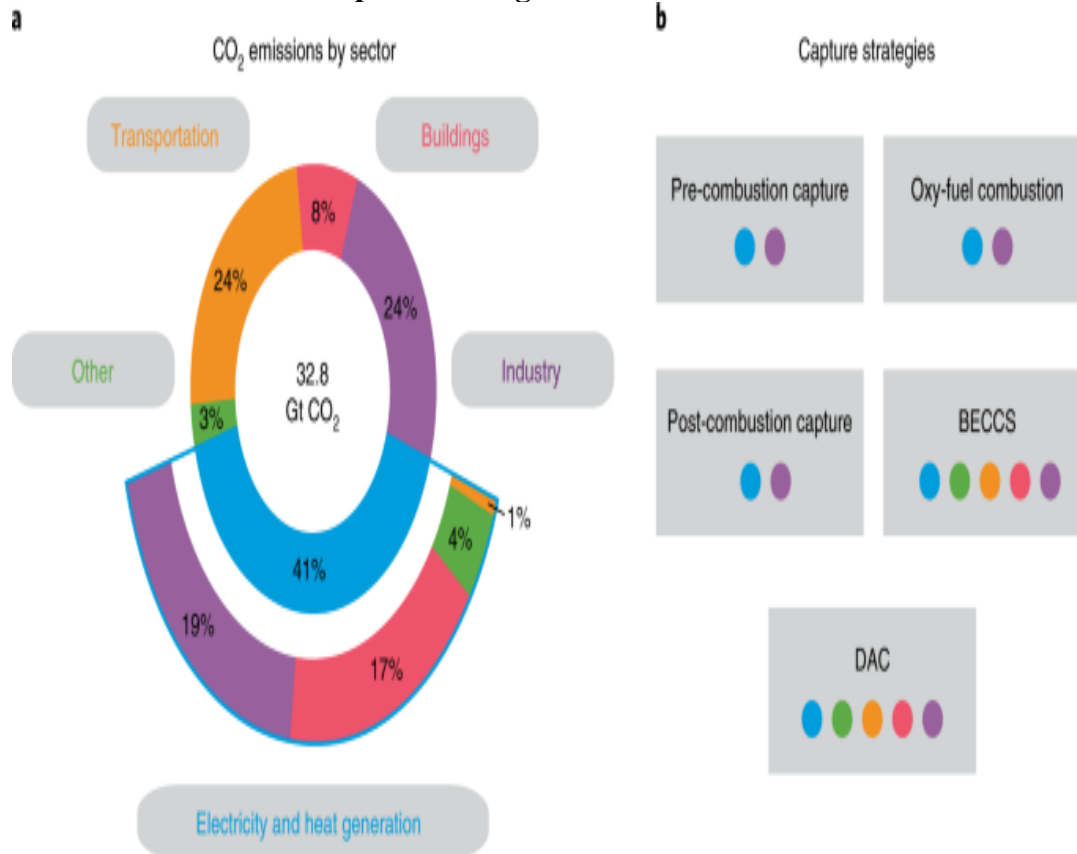 a
CO₂ emissions by sector
Transportation
Buildings
8%
24%
24%
Other
32.8
Gt CO₂
Industry
3%
1%
4%
41%
19%
17%
Electricity and heat generation
b
Capture strategies
Pre-combustion capture
Oxy-fuel combustion
Post-combustion capture
BECCS
DAC